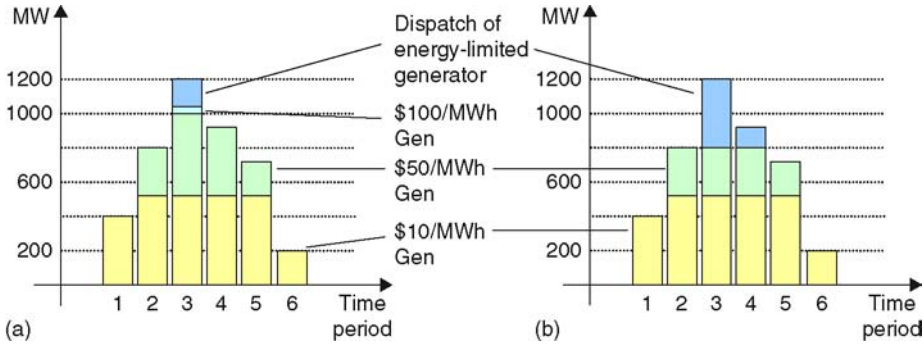 MW
1200
1000
600
200
1 2 3 4 5 6
Time
period
(a)
Dispatch of
energy-limited
generator
$100/MWh
Gen
$50/MWh
Gen
$10/MWh
Gen
MW
1200
1000
600
200
1 2 3 4 5 6
Time
period
(b)